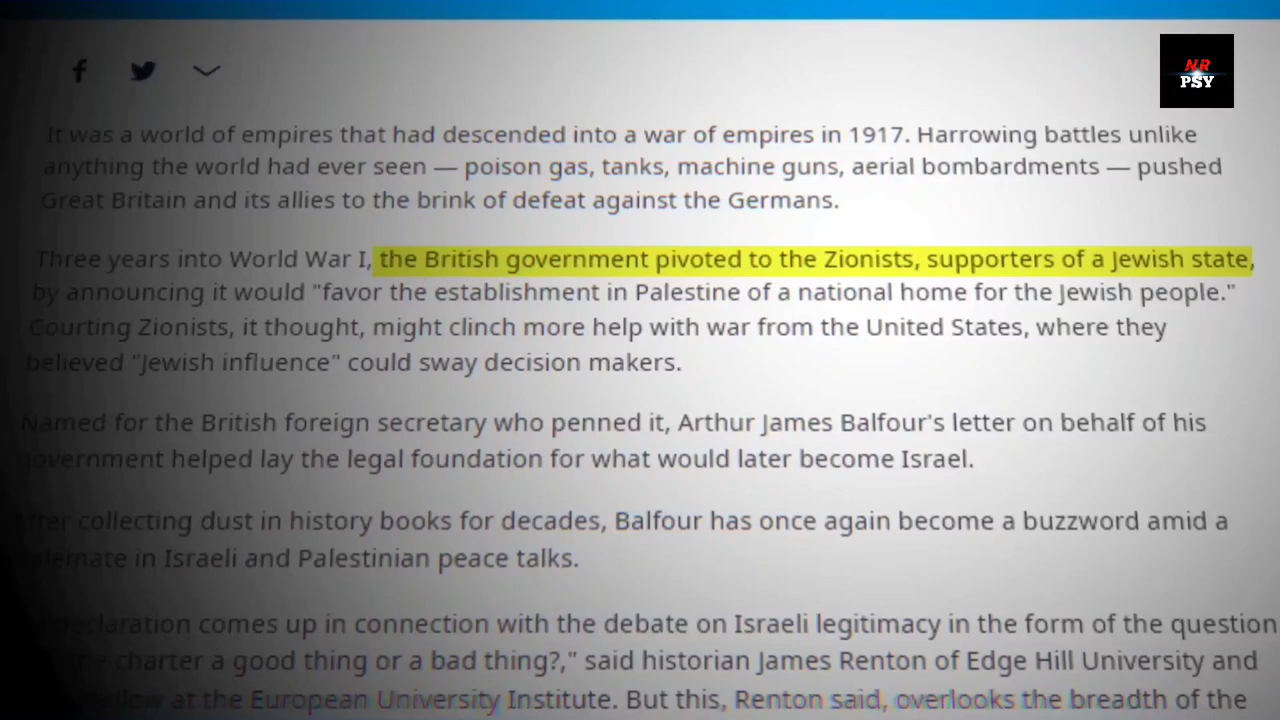 NR
PSY
It was a world of empires that had descended into a war of empires in 1917. Harrowing battles unlike
anything the world had ever seen — poison gas, tanks, machine guns, aerial bombardments — pushed
Great Britain and its allies to the brink of defeat against the Germans.
Three years into World War I, the British government pivoted to the Zionists, supporters of a Jewish state,
by announcing it would "favor the establishment in Palestine of a national home for the Jewish people."
Courting Zionists, it thought, might clinch more help with war from the United States, where they
believed "Jewish influence" could sway decision makers.
Named for the British foreign secretary who penned it, Arthur James Balfour's letter on behalf of his
government helped lay the legal foundation for what would later become Israel.
After collecting dust in history books for decades, Balfour has once again become a buzzword amid a
in Israeli and Palestinian peace talks.
declaration comes up in connection with the debate on Israeli legitimacy in the form of the question
charter a good thing or a bad thing?," said historian James Renton of Edge Hill University and
at the European University Institute. But this, Renton said, overlooks the breadth of the